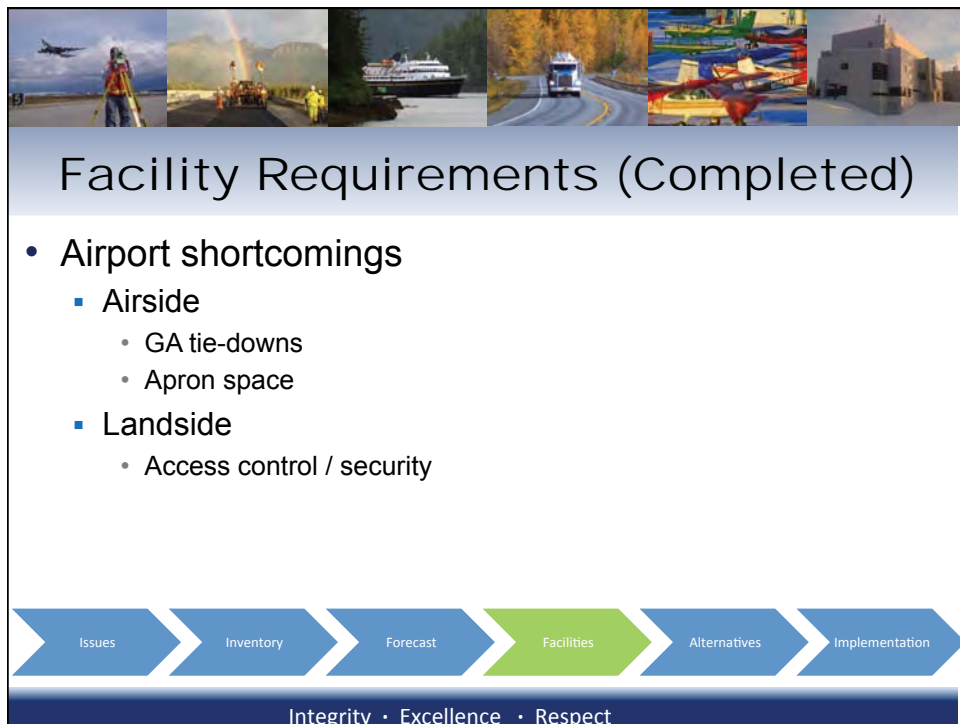 Facility Requirements (Completed)
• Airport shortcomings
▪ Airside
• GA tie-downs
• Apron space
▪ Landside
• Access control / security
Issues
Inventory
Forecast
Facilities
Alternatives
Implementation
Integrity · Excellence · Respect